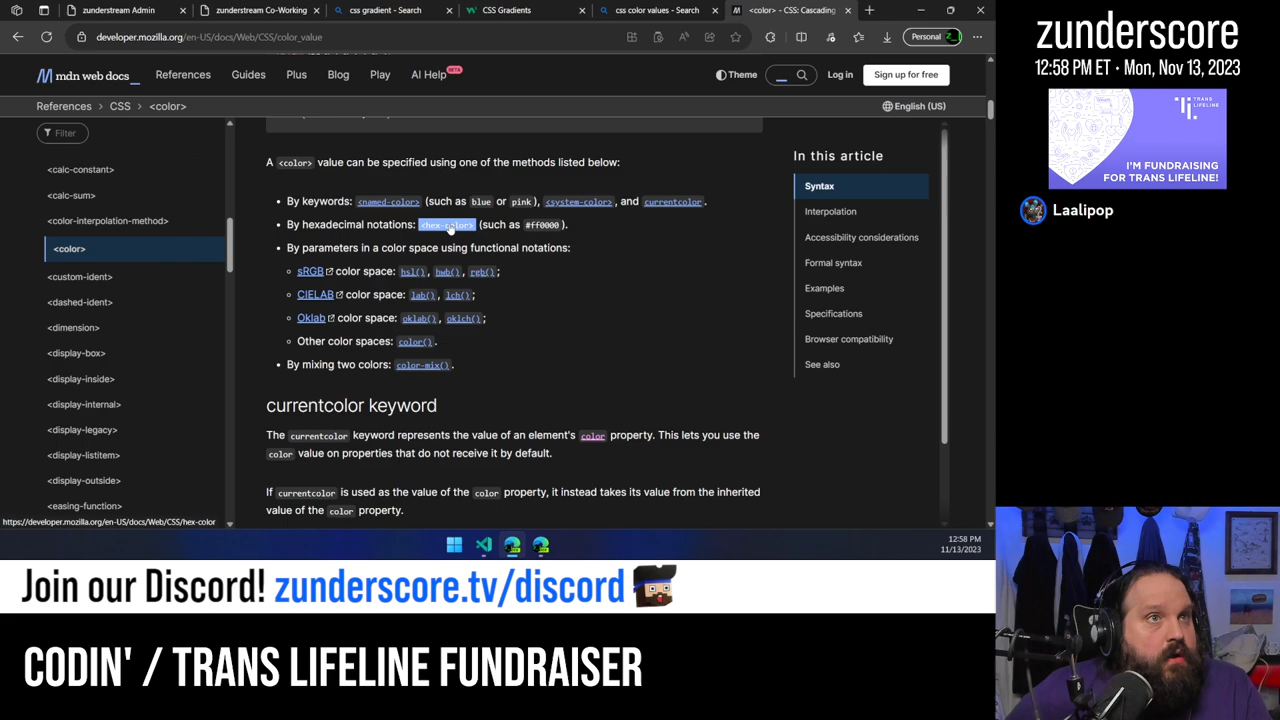 zunderstream Admin
zunderstream Co-Working
css gradient - Search
CSS Gradients
css color values - Search
<color> - CSS: Cascading
developer.mozilla.org/en-US/docs/Web/CSS/color_value
Personal
mdn web docs_
References
Guides
Plus
Blog
Play
AI Help
BETA
Theme
Log in
Sign up for free
References
CSS
<color>
English (US)
Filter
<calc-constant>
<calc-sum>
<color-interpolation-method>
<color>
<custom-ident>
<dashed-ident>
<dimension>
<display-box>
<display-inside>
<display-internal>
<display-legacy>
<display-listitem>
<display-outside>
<easing-function>
A <color> value can be specified using one of the methods listed below:
• By keywords: <named-color> (such as blue or pink), <system-color>, and currentcolor.
• By hexadecimal notations: <hex-color> (such as #ff0000).
• By parameters in a color space using functional notations:
sRGB color space: hsl(), hwb(), rgb();
CIELAB color space: lab(), lch();
Oklab color space: oklab(), oklch();
Other color spaces: color().
• By mixing two colors: color-mix().
currentcolor keyword
The currentcolor keyword represents the value of an element's color property. This lets you use the
color value on properties that do not receive it by default.
If currentcolor is used as the value of the color property, it instead takes its value from the inherited
value of the color property.
In this article
Syntax
Interpolation
Accessibility considerations
Formal syntax
Examples
Specifications
Browser compatibility
See also
https://developer.mozilla.org/en-US/docs/Web/CSS/hex-color
12:58 PM
11/13/2023
zunderscore
12:58 PM ET • Mon, Nov 13, 2023
TRANS
LIFELINE
I'M FUNDRAISING
FOR TRANS LIFELINE!
Laalipop
Join our Discord! zunderscore.tv/discord
CODIN' / TRANS LIFELINE FUNDRAISER